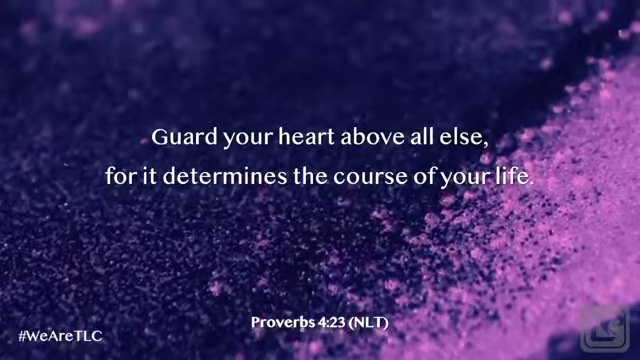 Guard your heart above all else,
for it determines the course of your life.
Proverbs 4:23 (NLT)
#WeAreTLC